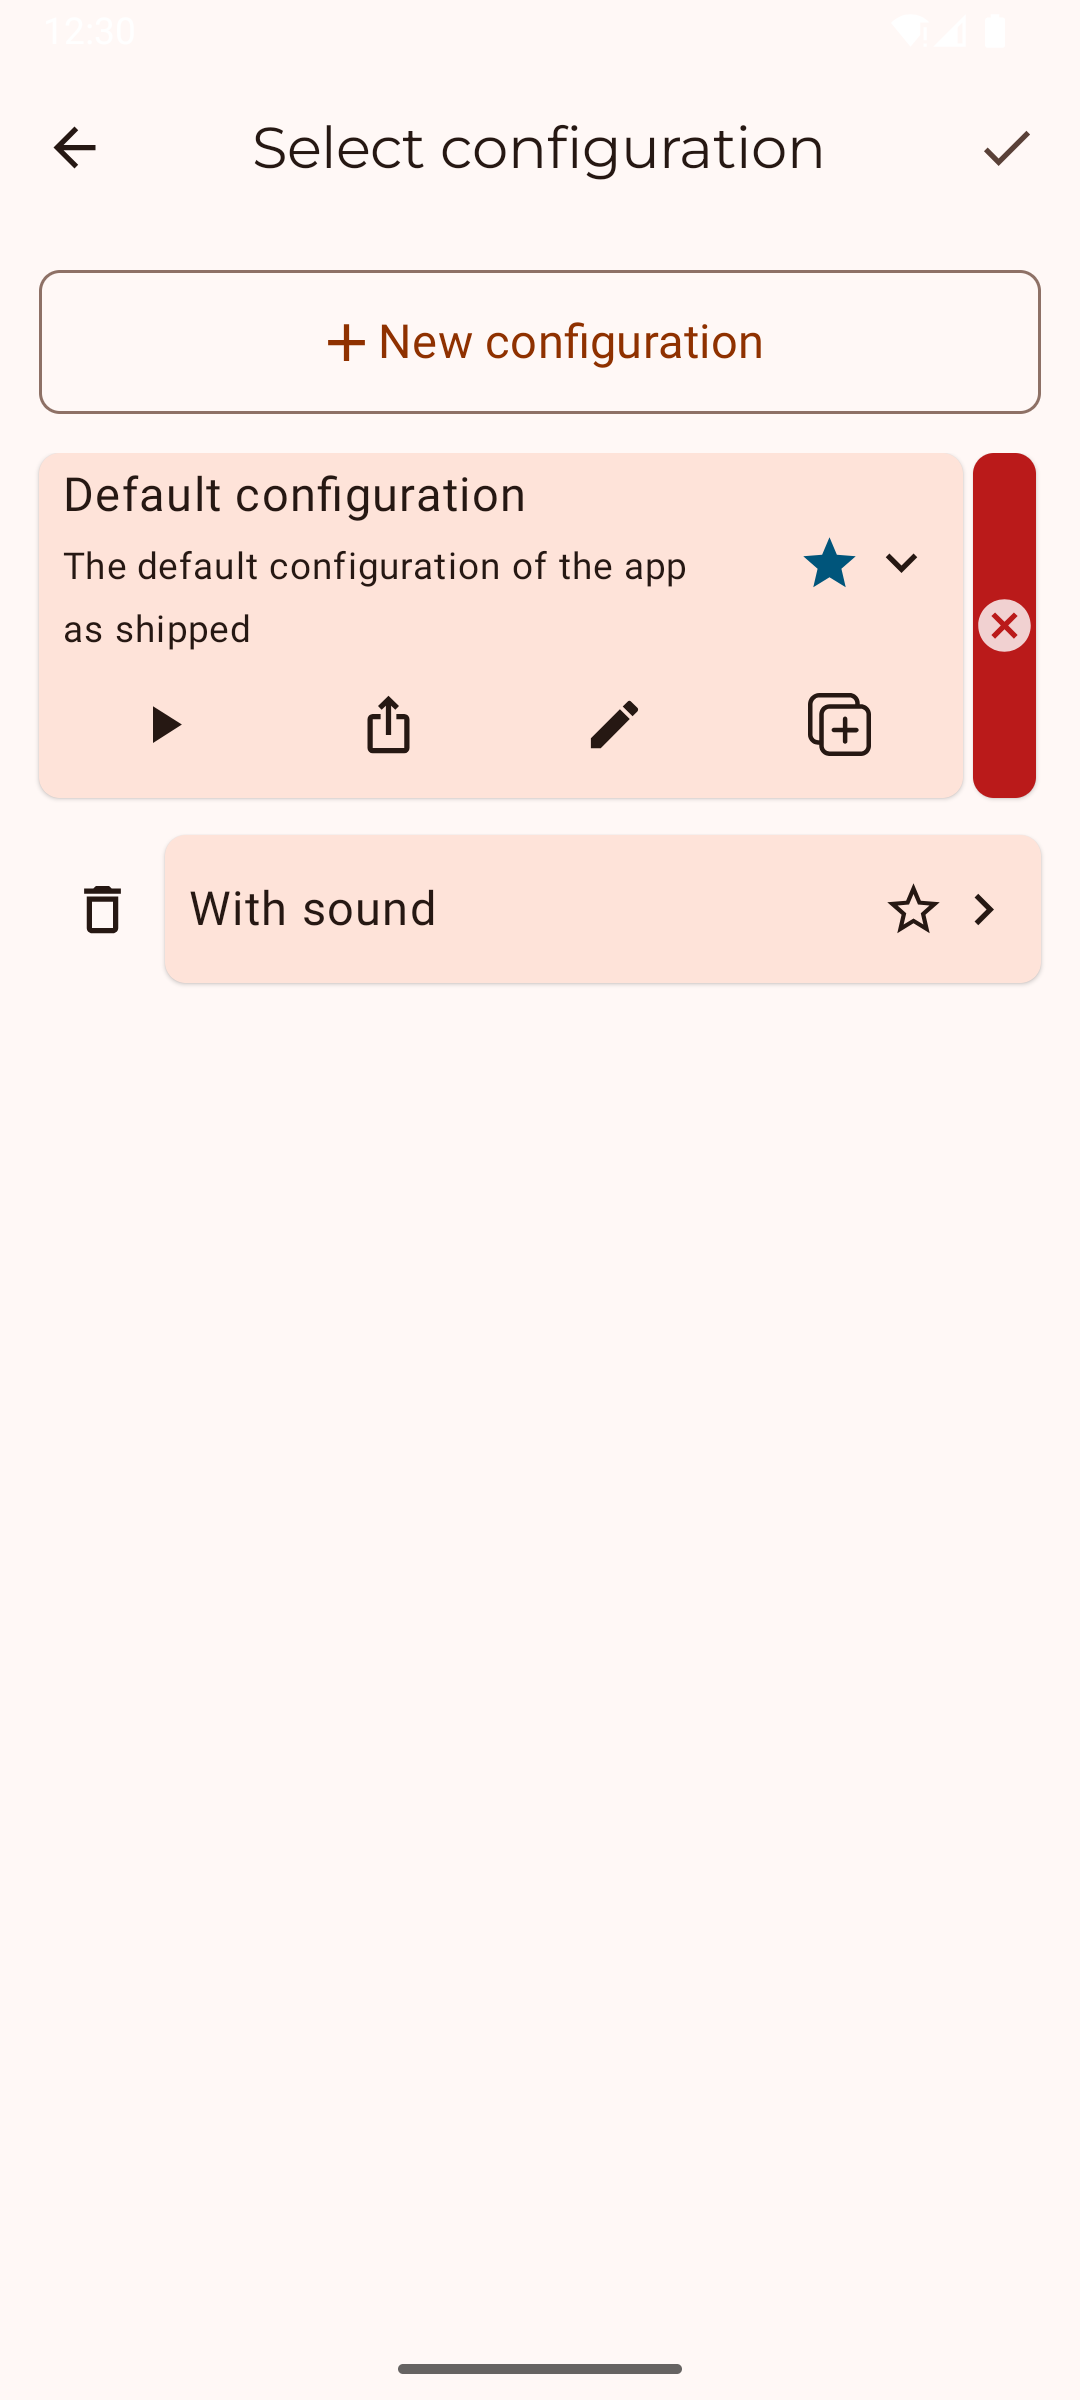 12:30
Select configuration
New configuration
Default configuration
The default configuration of the app
as shipped
With sound